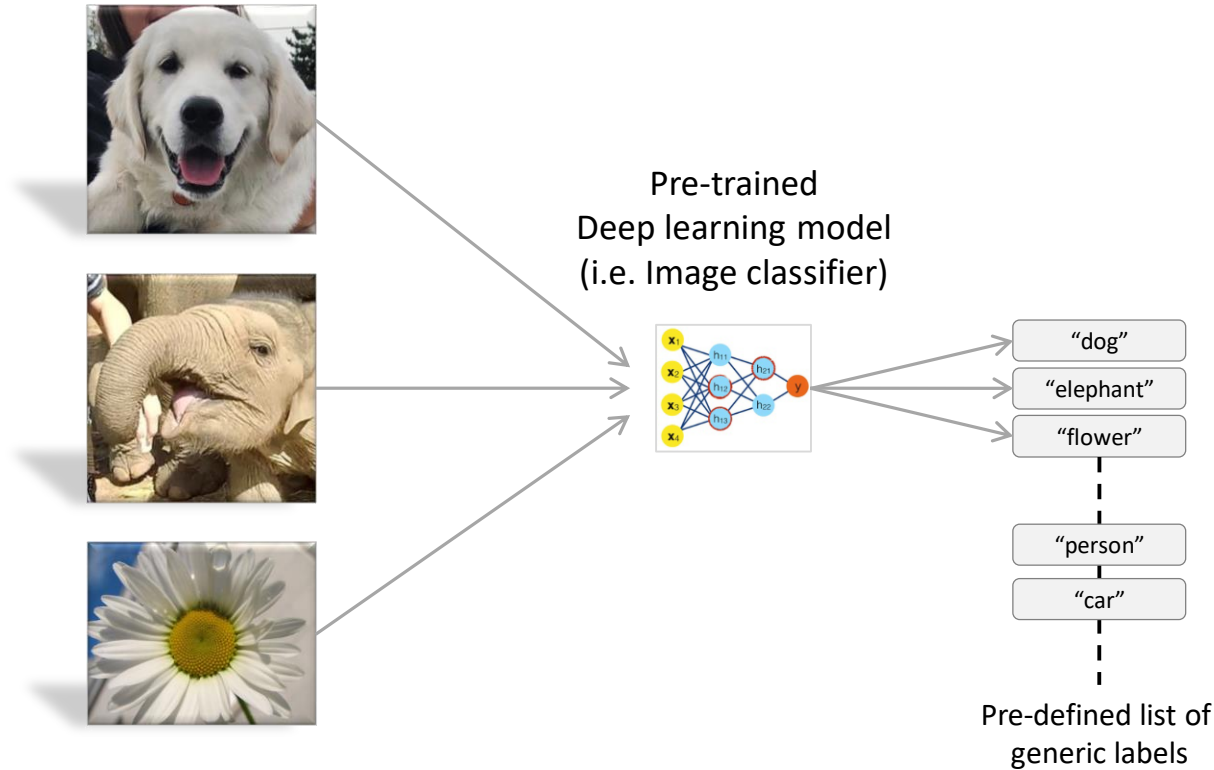 Pre-trained
Deep learning model
(i.e. Image classifier)
x1
x2
x3
x4
h11
h12
h13
h21
h22
y
“dog”
“elephant”
“flower”
“person”
“car”
Pre-defined list of
generic labels